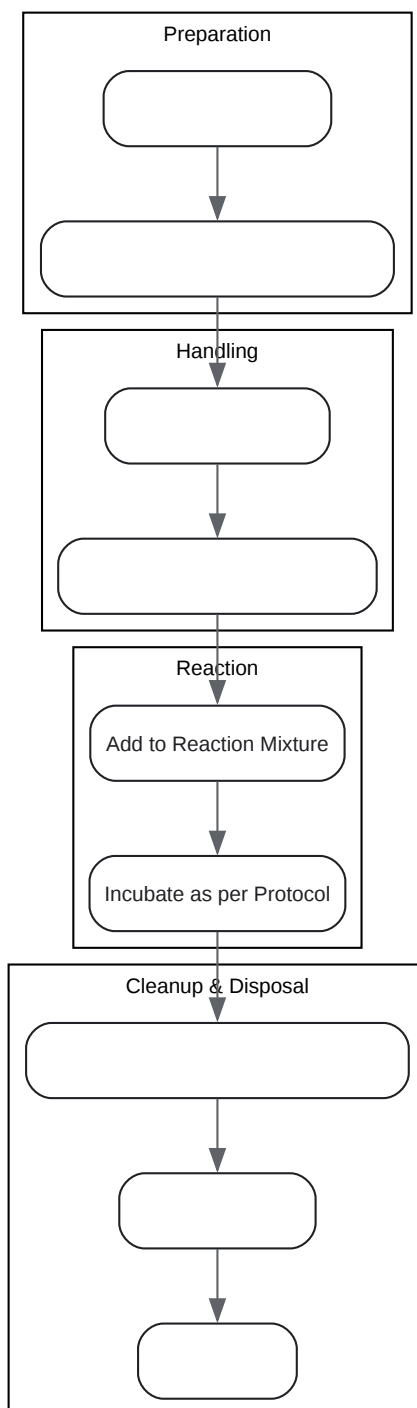 Preparation
Handling
Reaction
Add to Reaction Mixture
Incubate as per Protocol
Cleanup & Disposal